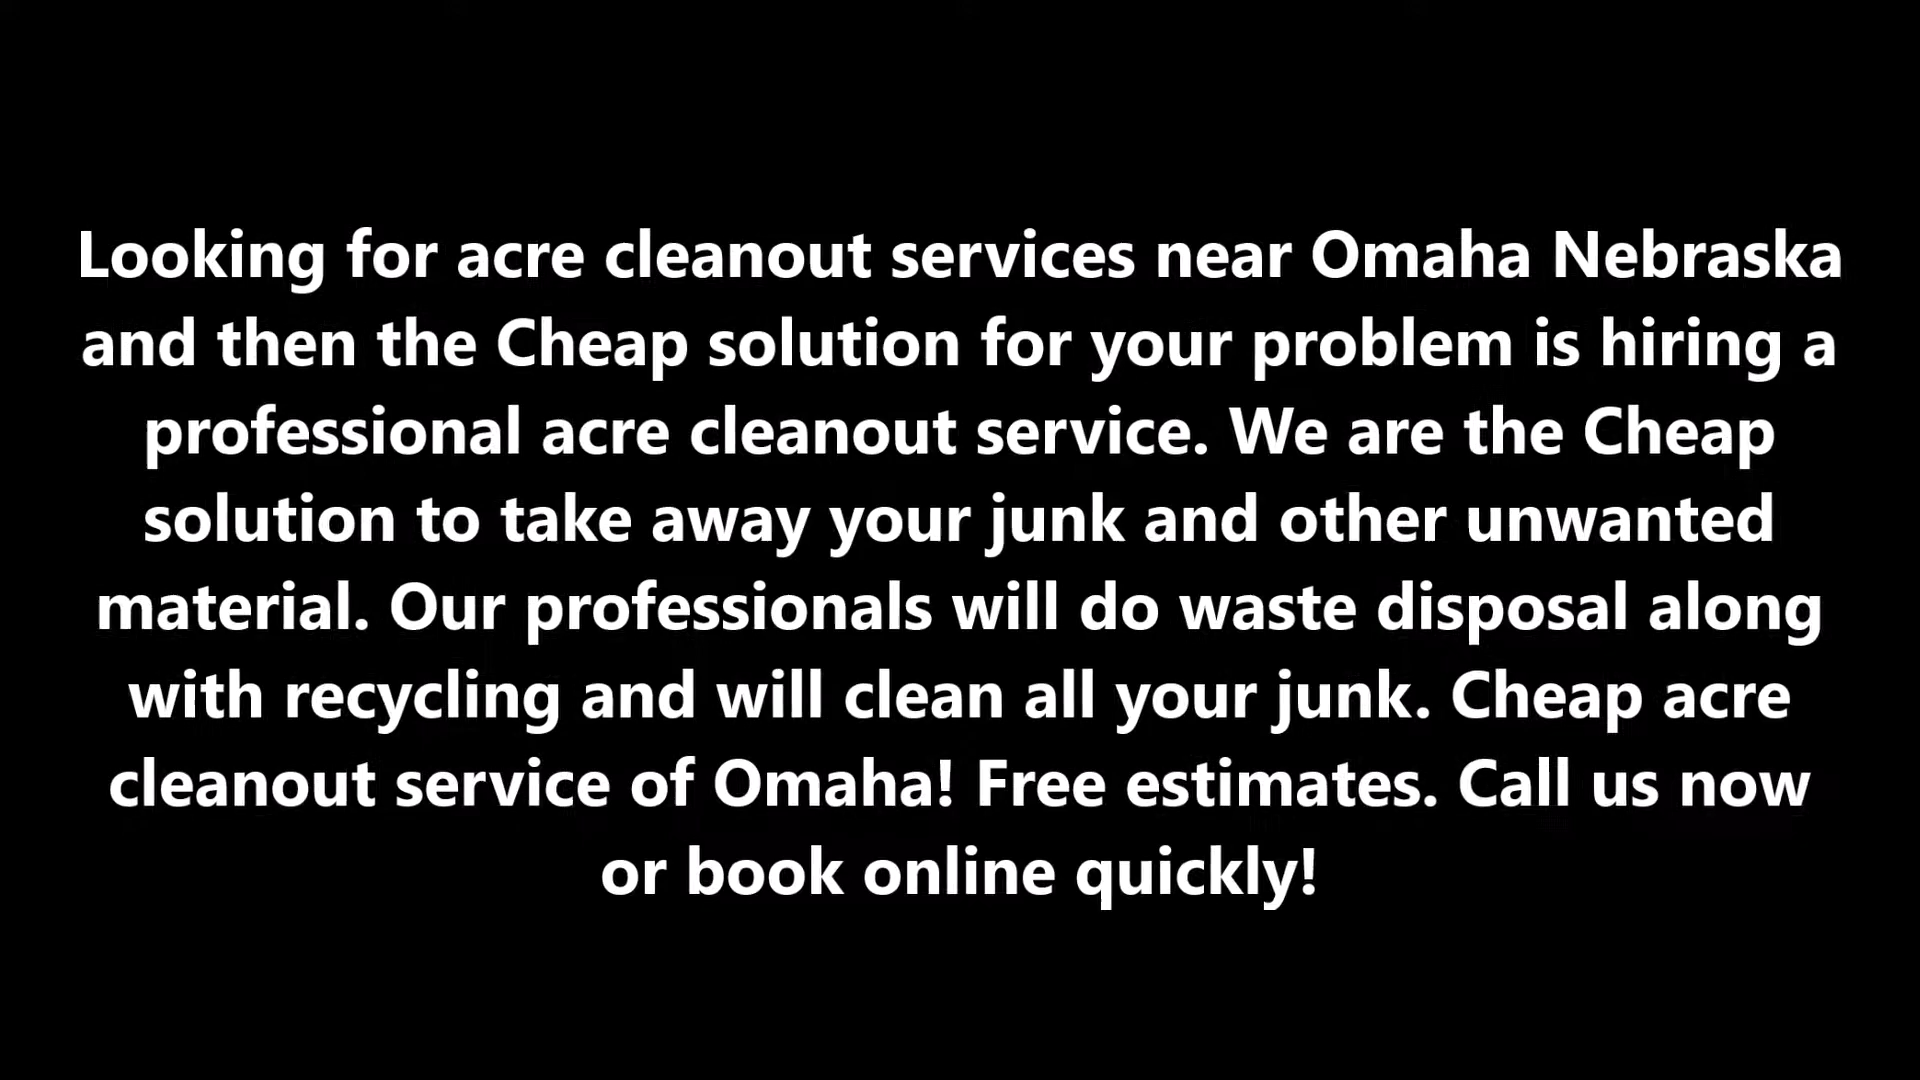 Looking for acre cleanout services near Omaha Nebraska
and then the Cheap solution for your problem is hiring a
professional acre cleanout service. We are the Cheap
solution to take away your junk and other unwanted
material. Our professionals will do waste disposal along
with recycling and will clean all your junk. Cheap acre
cleanout service of Omaha! Free estimates. Call us now
or book online quickly!